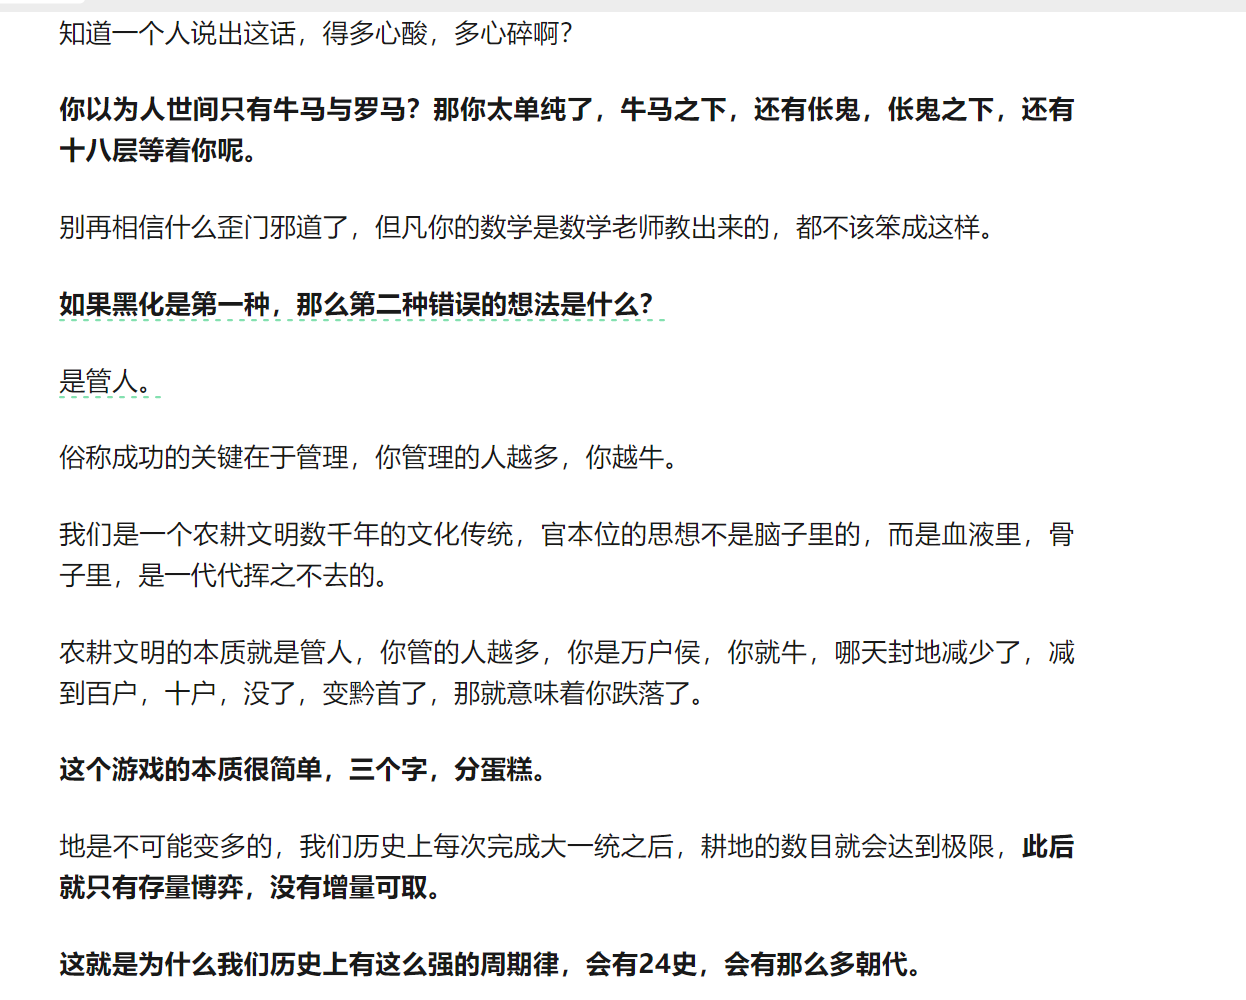 知道一个人说出这话，得多心酸，多心碎啊？
你以为人世间只有牛马与罗马？那你太单纯了，牛马之下，还有伥鬼，伥鬼之下，还有
十八层等着你呢。
别再相信什么歪门邪道了，但凡你的数学是数学老师教出来的，都不该笨成这样。
如果黑化是第一种，那么第二种错误的想法是什么？
是管人。
俗称成功的关键在于管理，你管理的人越多，你越牛。
我们是一个农耕文明数千年的文化传统，官本位的思想不是脑子里的，而是血液里，骨
子里，是一代代挥之不去的。
农耕文明的本质就是管人，你管的人越多，你是万户侯，你就牛，哪天封地减少了，减
到百户，十户，没了，变黔首了，那就意味着你跌落了。
这个游戏的本质很简单，三个字，分蛋糕。
地是不可能变多的，我们历史上每次完成大一统之后，耕地的数目就会达到极限，此后
就只有存量博弈，没有增量可取。
这就是为什么我们历史上有这么强的周期律，会有24史，会有那么多朝代。